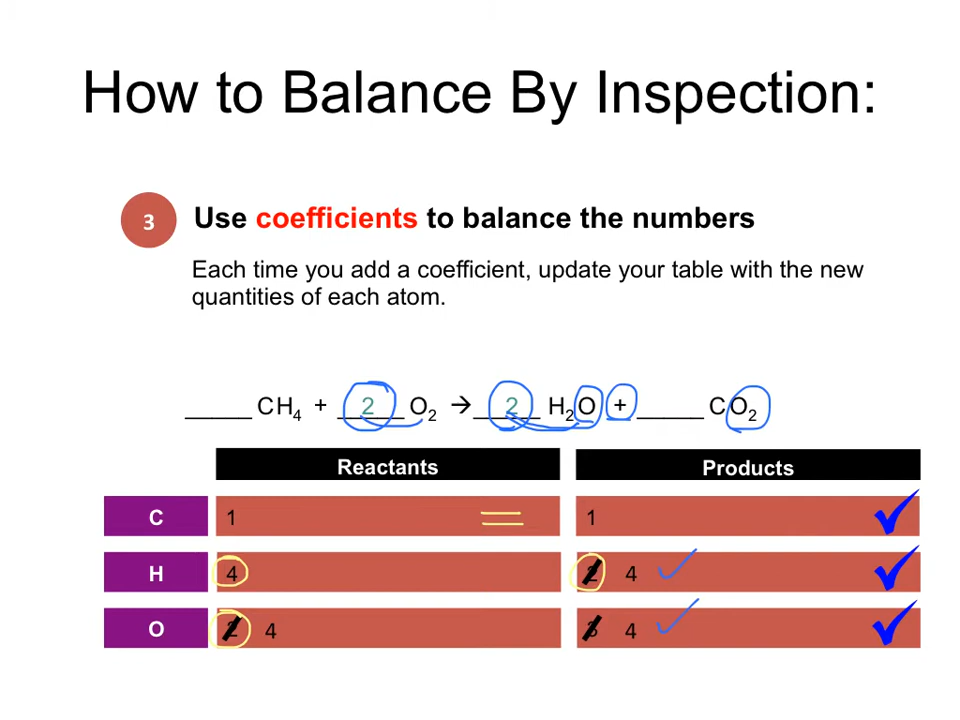 How to Balance By Inspection:
3 Use coefficients to balance the numbers
Each time you add a coefficient, update your table with the new
quantities of each atom.
_____ CH4 + __2__ O2 → __2__ H2O + _____ CO2
Reactants Products
C 1 = 1
H 4 2 4
O 2 4 3 4